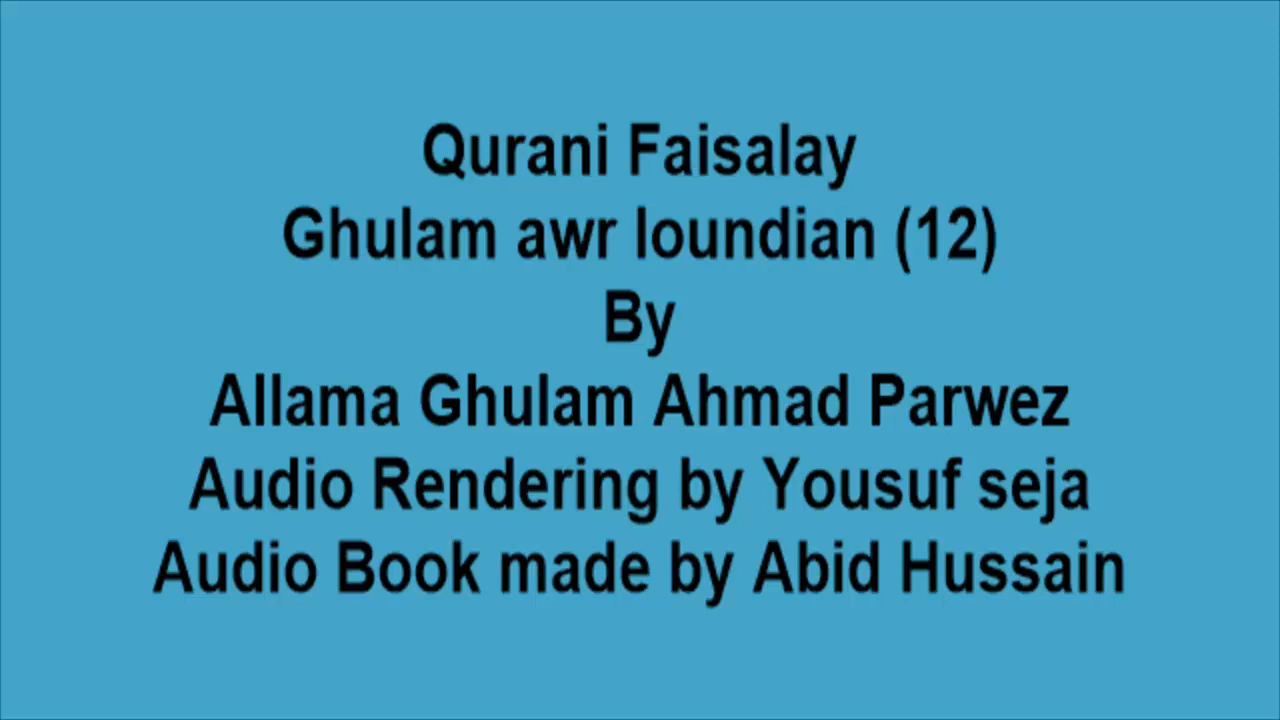 Qurani Faisalay
Ghulam awr loundian (12)
By
Allama Ghulam Ahmad Parwez
Audio Rendering by Yousuf seja
Audio Book made by Abid Hussain